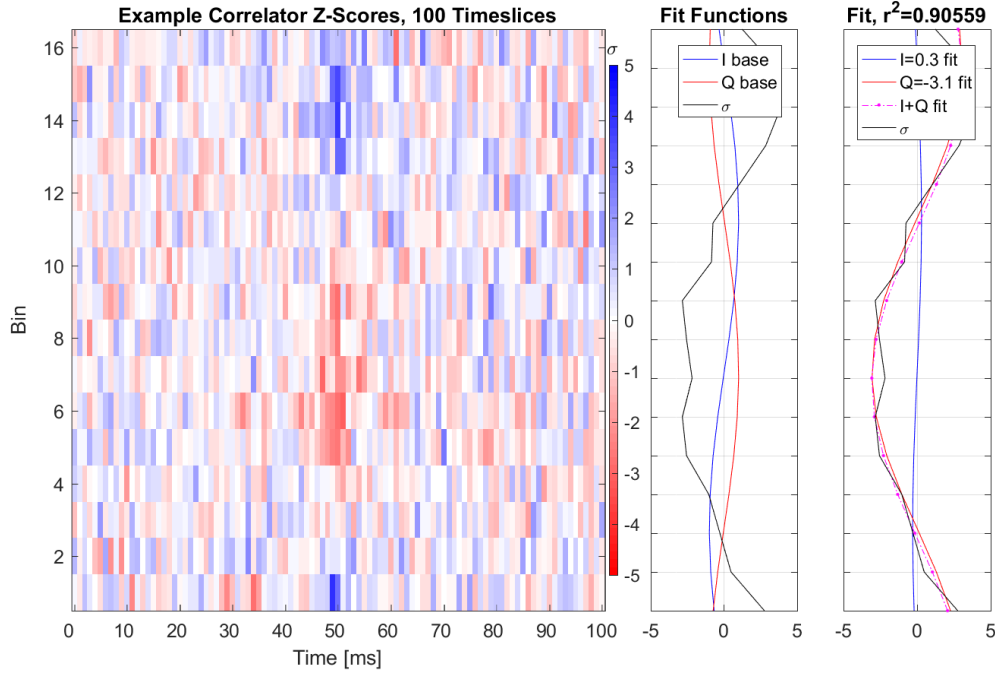 Example Correlator Z-Scores, 100 Timeslices
Fit Functions
Fit, r²=0.90559
Bin
16
14
12
10
8
6
4
2
0 10 20 30 40 50 60 70 80 90 100
Time [ms]
σ
5
4
3
2
1
0
-1
-2
-3
-4
-5
I base
Q base
σ
-5 0 5
I=0.3 fit
Q=-3.1 fit
I+Q fit
σ
-5 0 5